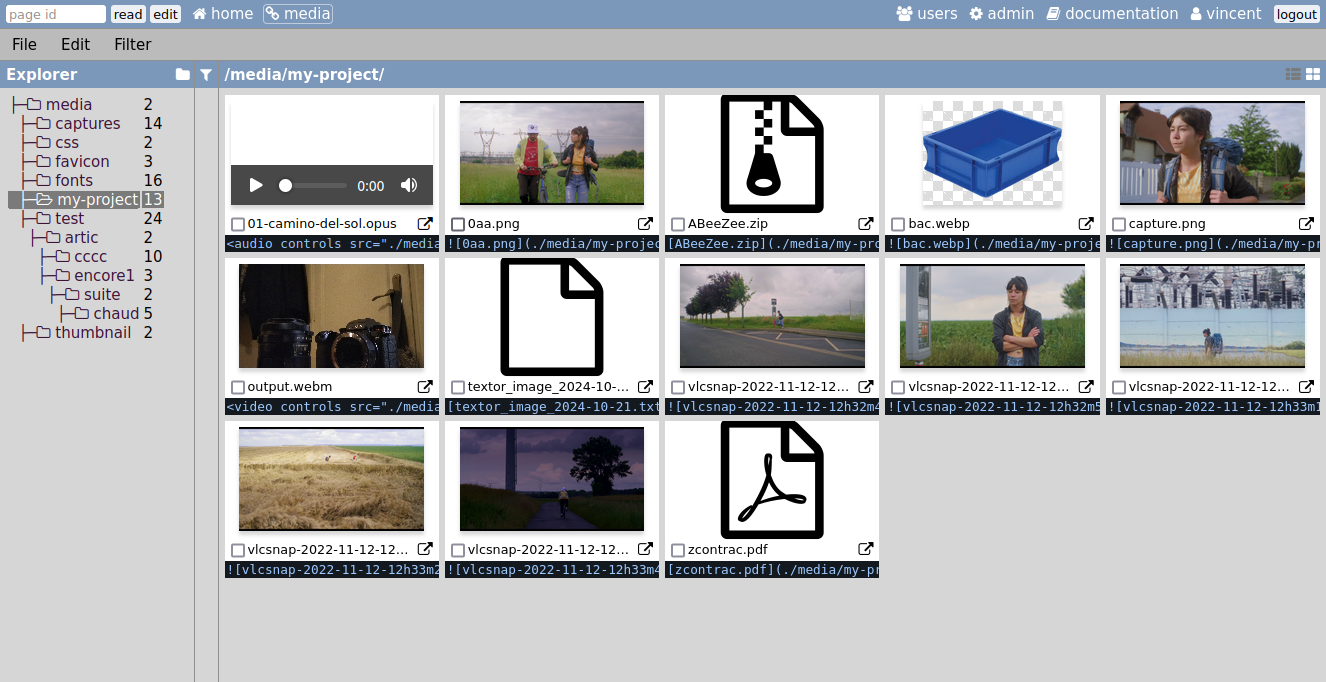 page id read edit home media users admin documentation vincent logout
File Edit Filter
Explorer
/media/my-project/
media 2
captures 14
css 2
favicon 3
fonts 16
my-project 13
test 24
artic 2
cccc 10
encore1 3
suite 2
chaud 5
thumbnail 2
0:00
01-camino-del-sol.opus 0aa.png ABeeZee.zip bac.webp capture.png
<audio controls src="./media ![0aa.png](./media/my-projec [ABeeZee.zip](./media/my-pro ![bac.webp](./media/my-proje ![capture.png](./media/my-pr
output.webm textor_image_2024-10-... vlcsnap-2022-11-12-12... vlcsnap-2022-11-12-12... vlcsnap-2022-11-12-12...
<video controls src="./media [textor_image_2024-10-21.txt ![vlcsnap-2022-11-12-12h32m4 ![vlcsnap-2022-11-12-12h32m5 ![vlcsnap-2022-11-12-12h33m1
vlcsnap-2022-11-12-12... vlcsnap-2022-11-12-12... zcontrac.pdf
![vlcsnap-2022-11-12-12h33m2 ![vlcsnap-2022-11-12-12h33m4 [zcontrac.pdf](./media/my-pr